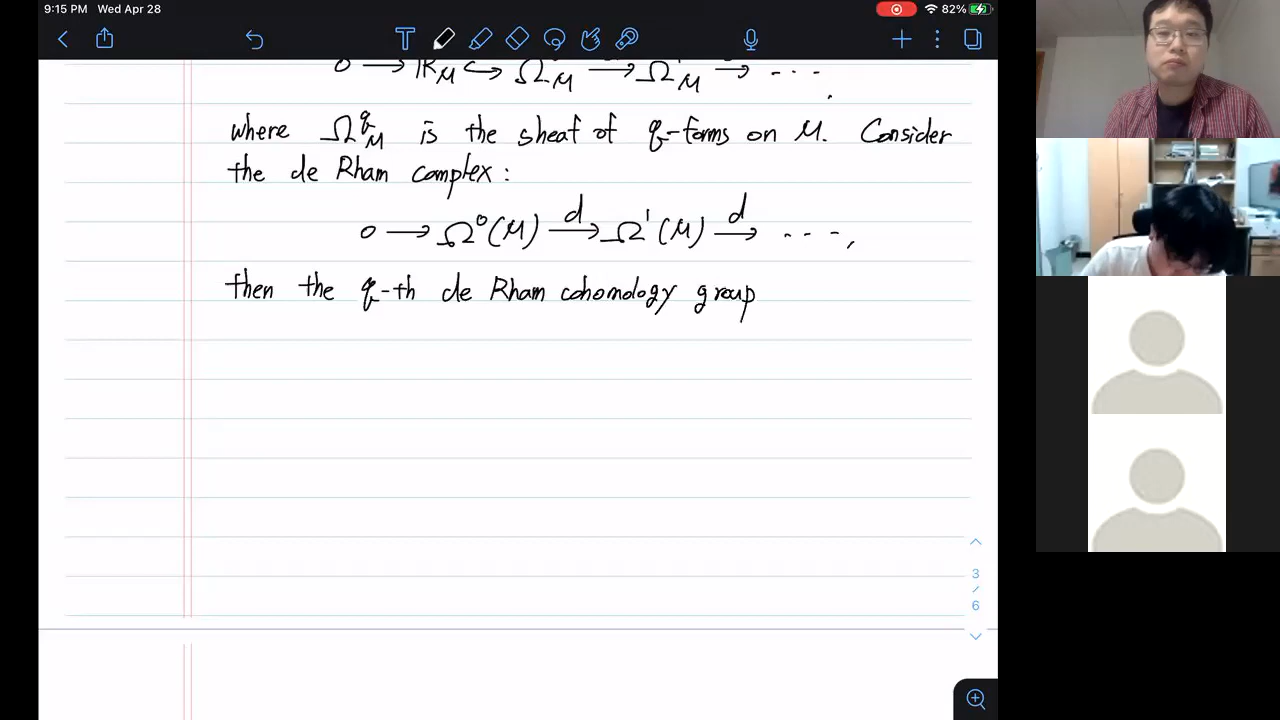 9:15 PM Wed Apr 28
82%
0 → ℝ_M ↪ Ω⁰_M → Ω¹_M → ··· .
where Ω^q_M is the sheaf of q-forms on M. Consider
the de Rham complex:
0 → Ω⁰(M) —d→ Ω¹(M) —d→ ··· ,
then the q-th de Rham cohomology group
3
/
6